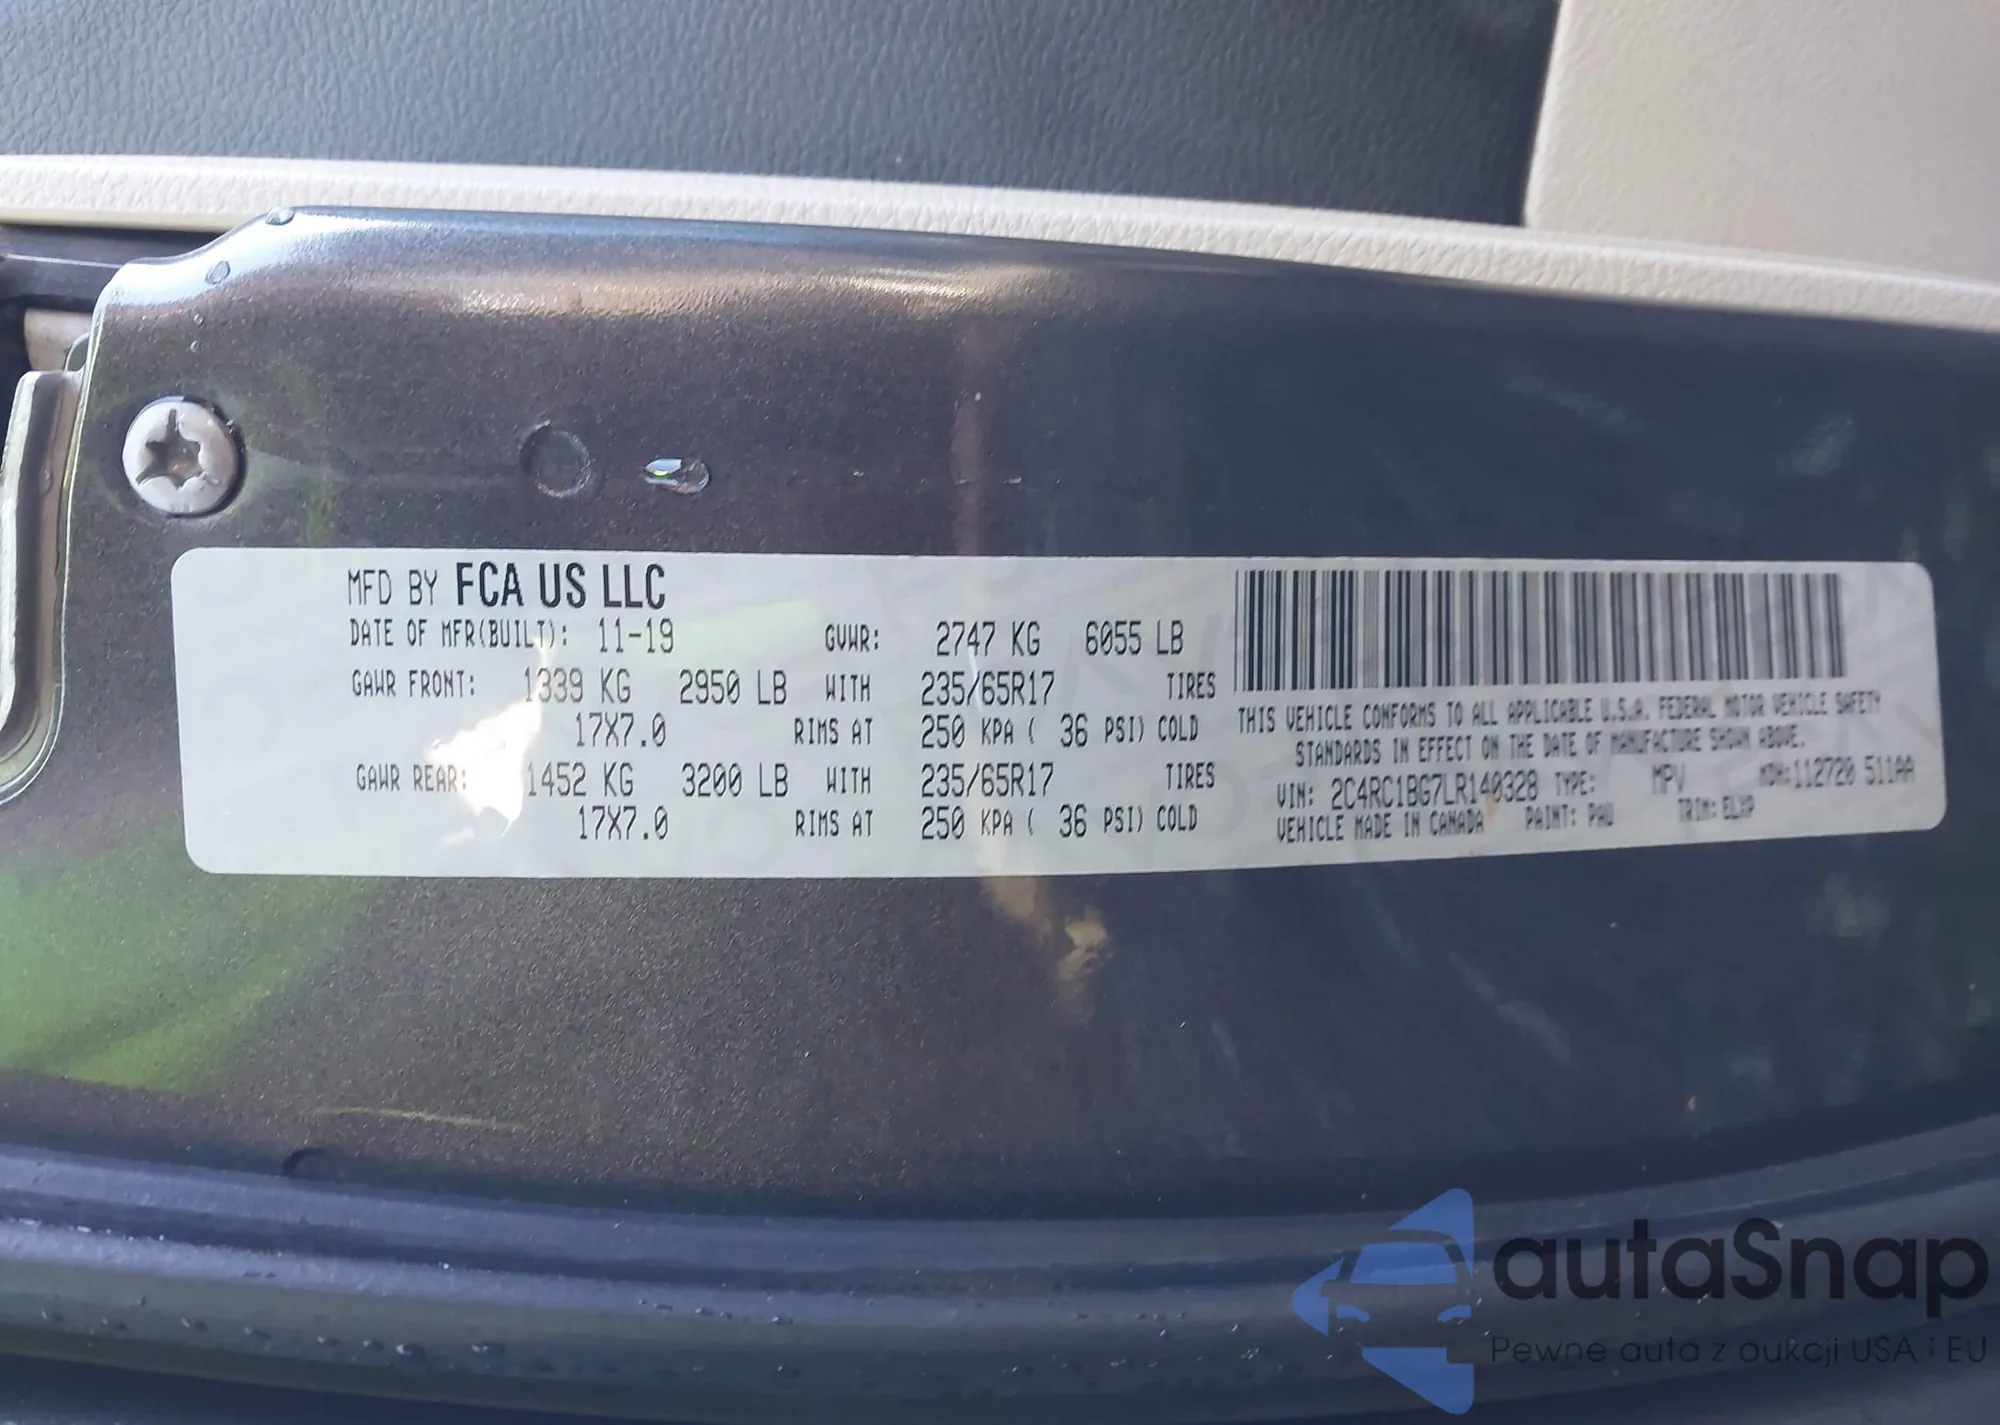 MFD BY FCA US LLC
DATE OF MFR(BUILT): 11-19 GVWR: 2747 KG 6055 LB
GAWR FRONT: 1339 KG 2950 LB WITH 235/65R17 TIRES
17X7.0 RIMS AT 250 KPA ( 36 PSI) COLD
GAWR REAR: 1452 KG 3200 LB WITH 235/65R17 TIRES
17X7.0 RIMS AT 250 KPA ( 36 PSI) COLD
THIS VEHICLE CONFORMS TO ALL APPLICABLE U.S.A. FEDERAL MOTOR VEHICLE SAFETY
STANDARDS IN EFFECT ON THE DATE OF MANUFACTURE SHOWN ABOVE.
VIN: 2C4RC1BG7LR140328 TYPE: MPV MDH:112720 511AA
VEHICLE MADE IN CANADA PAINT: PAU TRIM:ELXP
autaSnap
Pewne auta z aukcji USA i EU